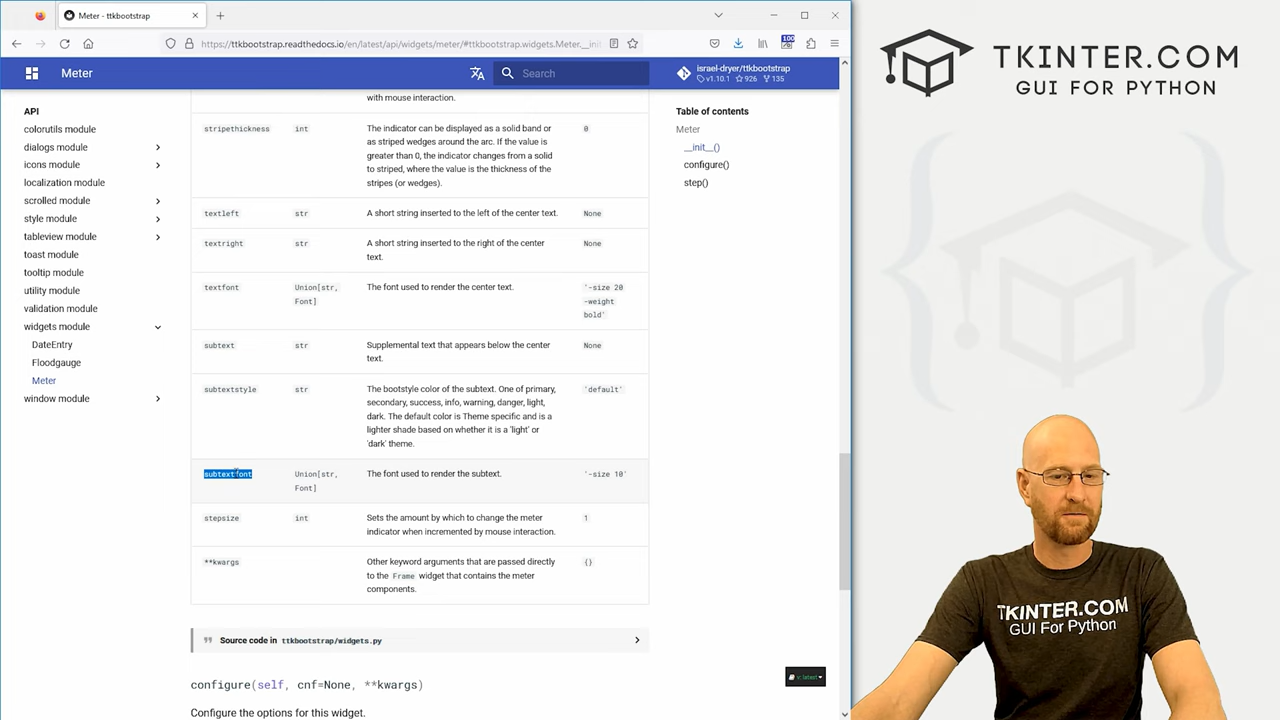 Meter - ttkbootstrap
https://ttkbootstrap.readthedocs.io/en/latest/api/widgets/meter/#ttkbootstrap.widgets.Meter.__init__
100
Meter
Search
israel-dryer/ttkbootstrap
v1.10.1 926 135
API
colorutils module
dialogs module
icons module
localization module
scrolled module
style module
tableview module
toast module
tooltip module
utility module
validation module
widgets module
DateEntry
Floodgauge
Meter
window module
with mouse interaction.
stripethickness int The indicator can be displayed as a solid band or 0
as striped wedges around the arc. If the value is
greater than 0, the indicator changes from a solid
to striped, where the value is the thickness of the
stripes (or wedges).
textleft str A short string inserted to the left of the center text. None
textright str A short string inserted to the right of the center None
text.
textfont Union[str, The font used to render the center text. '-size 20
Font] -weight
bold'
subtext str Supplemental text that appears below the center None
text.
subtextstyle str The bootstyle color of the subtext. One of primary, 'default'
secondary, success, info, warning, danger, light,
dark. The default color is Theme specific and is a
lighter shade based on whether it is a 'light' or
'dark' theme.
subtextfont Union[str, The font used to render the subtext. '-size 10'
Font]
stepsize int Sets the amount by which to change the meter 1
indicator when incremented by mouse interaction.
**kwargs Other keyword arguments that are passed directly {}
to the Frame widget that contains the meter
components.
Source code in ttkbootstrap/widgets.py
configure(self, cnf=None, **kwargs)
Configure the options for this widget.
Table of contents
Meter
__init__()
configure()
step()
v: latest
TKINTER.COM
GUI FOR PYTHON
TKINTER.COM
GUI For Python